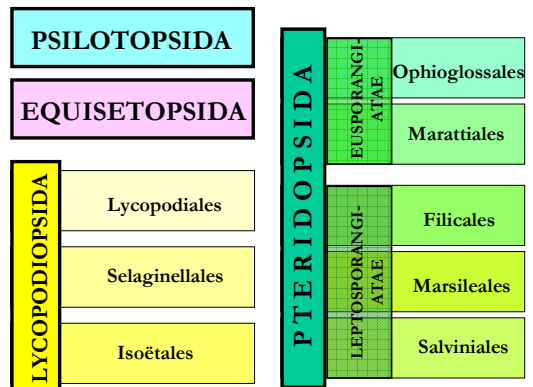 PSILOTOPSIDA
EQUISETOPSIDA
LYCOPODIOPSIDA
Lycopodiales
Selaginellales
Isoëtales
PTERIDOPSIDA
EUSPORANGI-
ATAE
Ophioglossales
Marattiales
LEPTOSPORANGI-
ATAE
Filicales
Marsileales
Salviniales